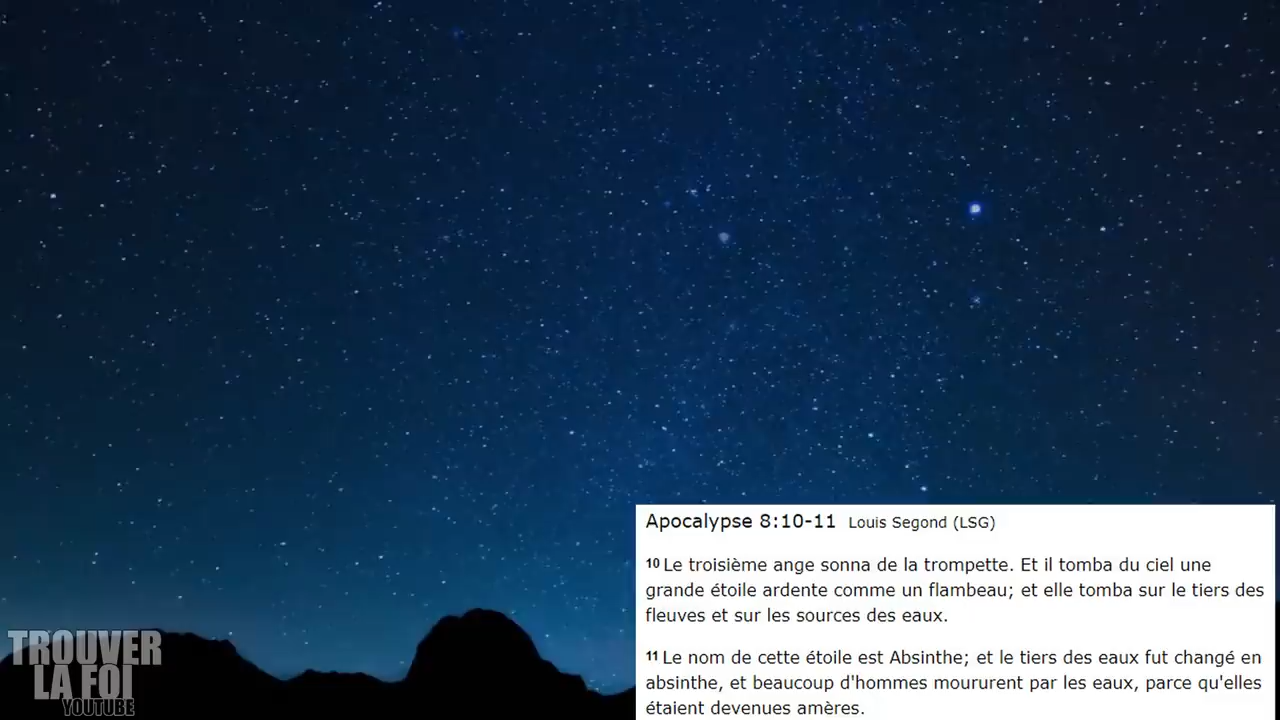 Apocalypse 8:10-11 Louis Segond (LSG)
10 Le troisième ange sonna de la trompette. Et il tomba du ciel une
grande étoile ardente comme un flambeau; et elle tomba sur le tiers des
fleuves et sur les sources des eaux.
11 Le nom de cette étoile est Absinthe; et le tiers des eaux fut changé en
absinthe, et beaucoup d'hommes moururent par les eaux, parce qu'elles
étaient devenues amères.
TROUVER
LA FOI
YOUTUBE